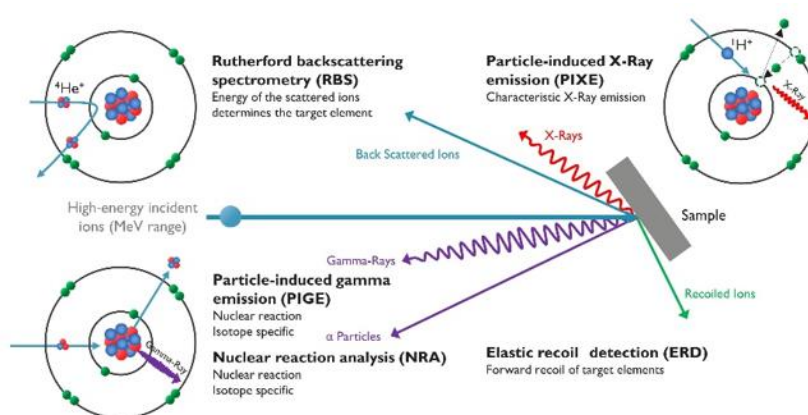 Rutherford backscattering
spectrometry (RBS)
Energy of the scattered ions
determines the target element
⁴He⁺
Particle-induced X-Ray
emission (PIXE)
Characteristic X-Ray emission
¹H⁺
X-Ray
X-Rays
Back Scattered Ions
High-energy incident
ions (MeV range)
Sample
Gamma-Rays
Particle-induced gamma
emission (PIGE)
Nuclear reaction
Isotope specific
Gamma-Ray
α Particles
Recoiled Ions
Nuclear reaction analysis (NRA)
Nuclear reaction
Isotope specific
Elastic recoil detection (ERD)
Forward recoil of target elements